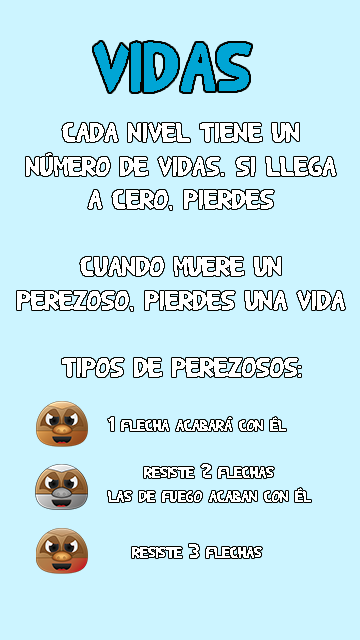 VIDAS
CADA NIVEL TIENE UN
NÚMERO DE VIDAS. SI LLEGA
A CERO, PIERDES
CUANDO MUERE UN
PEREZOSO, PIERDES UNA VIDA
TIPOS DE PEREZOSOS:
1 FLECHA ACABARÁ CON ÉL
RESISTE 2 FLECHAS
LAS DE FUEGO ACABAN CON ÉL
RESISTE 3 FLECHAS